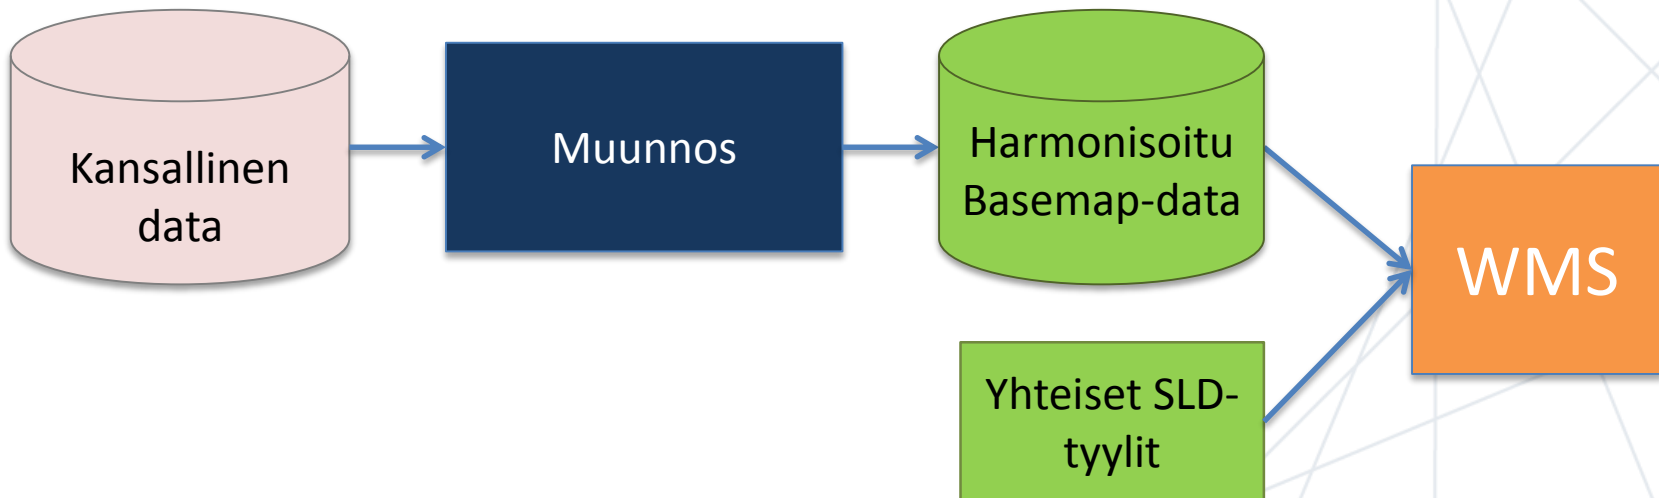 Kansallinen
data
Muunnos
Harmonisoitu
Basemap-data
WMS
Yhteiset SLD-
tyylit